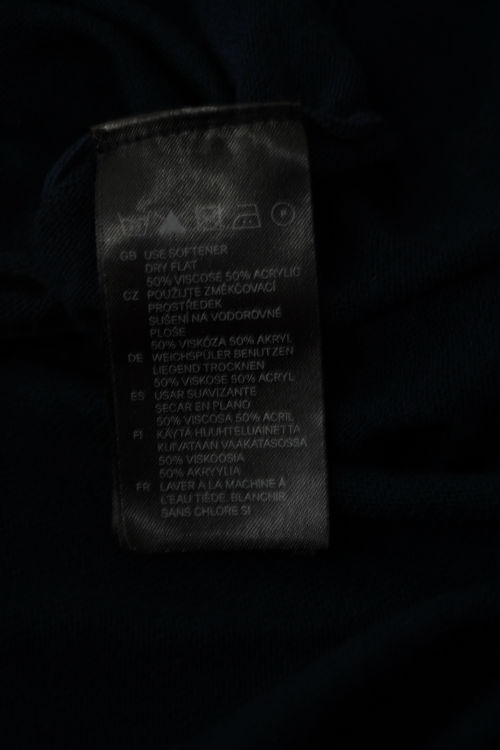 GB USE SOFTENER
DRY FLAT
50% VISCOSE 50% ACRYLIC
CZ POUŽIJTE ZMĚKČOVACÍ
PROSTŘEDEK
SUŠENÍ NA VODOROVNÉ
PLOŠE
50% VISKÓZA 50% AKRYL
DE WEICHSPÜLER BENUTZEN
LIEGEND TROCKNEN
50% VISKOSE 50% ACRYL
ES USAR SUAVIZANTE
SECAR EN PLANO
50% VISCOSA 50% ACRIL
FI KÄYTÄ HUUHTELUAINETTA
KUIVATAAN VAAKATASOSSA
50% VISKOOSIA
50% AKRYYLIA
FR LAVER À LA MACHINE À
L'EAU TIÈDE. BLANCHIR
SANS CHLORE SI